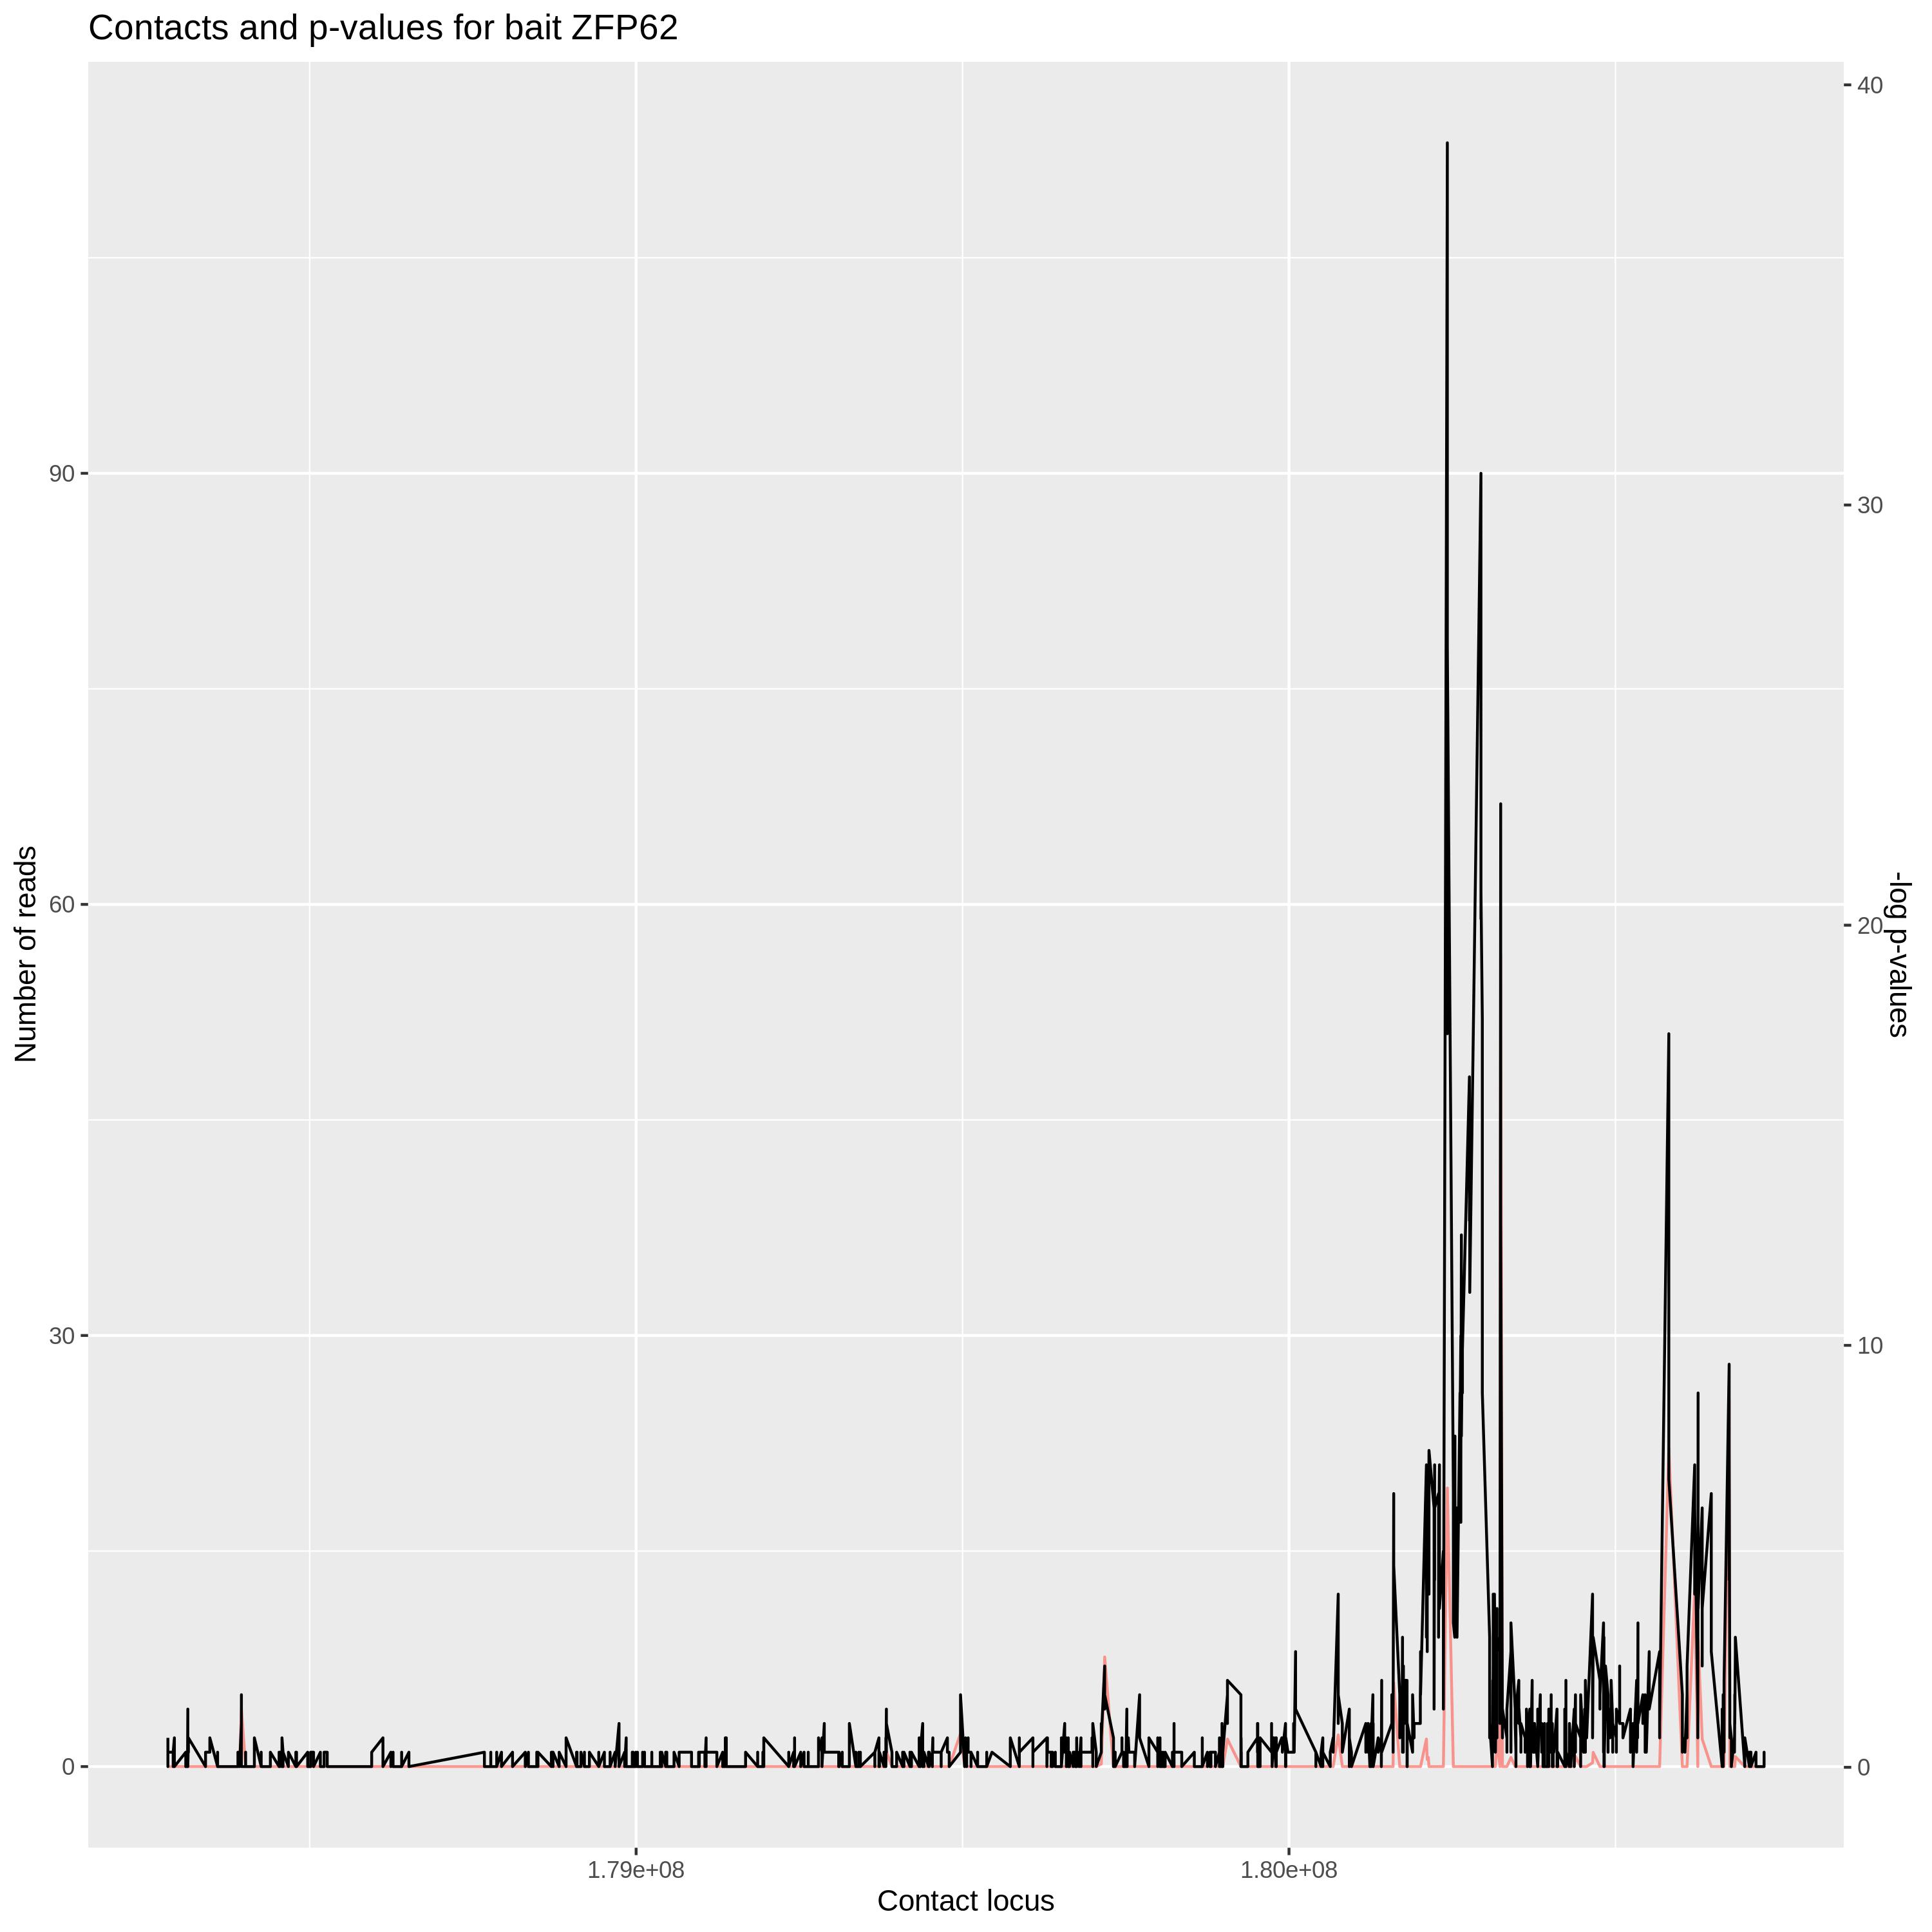 Contacts and p-values for bait ZFP62
40
90
30
Number of reads
60
20
-log p-values
30
10
0
0
1.79e+08
1.80e+08
Contact locus